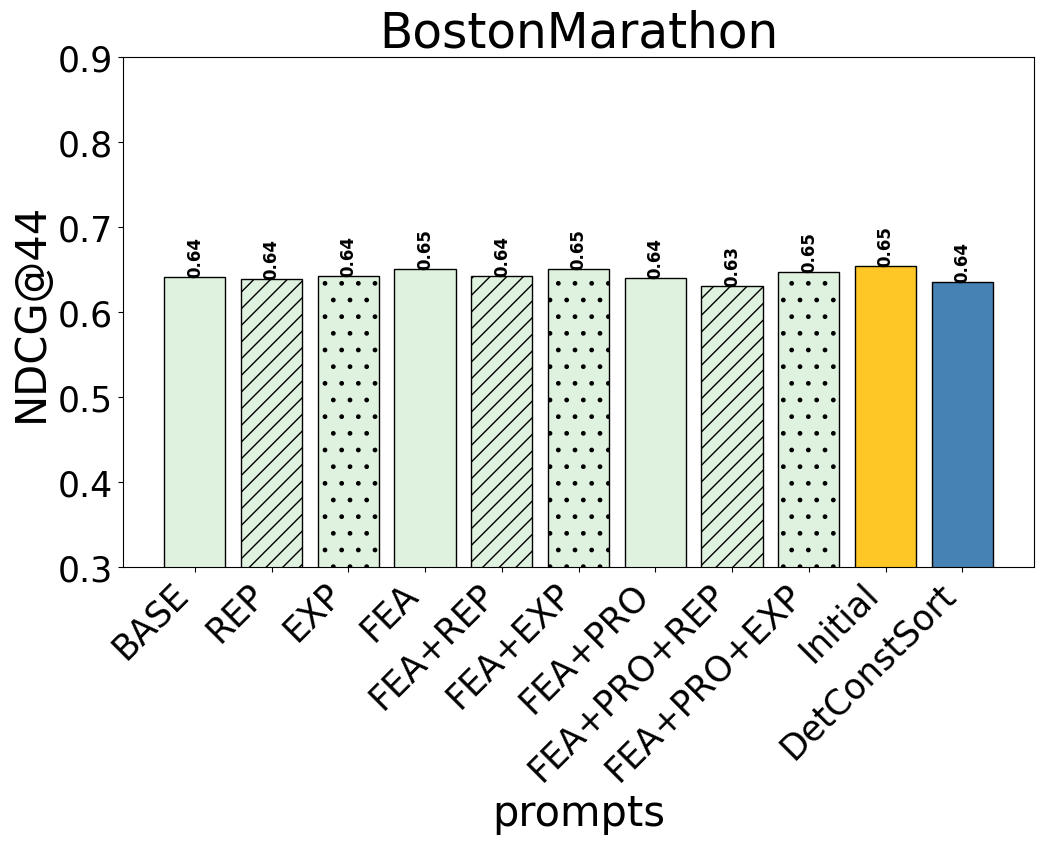 BostonMarathon
NDCG@44
0.9
0.8
0.7
0.6
0.5
0.4
0.3
0.64
0.64
0.64
0.65
0.64
0.65
0.64
0.63
0.65
0.65
0.64
BASE
REP
EXP
FEA
FEA+REP
FEA+EXP
FEA+PRO
FEA+PRO+REP
FEA+PRO+EXP
Initial
DetConstSort
prompts